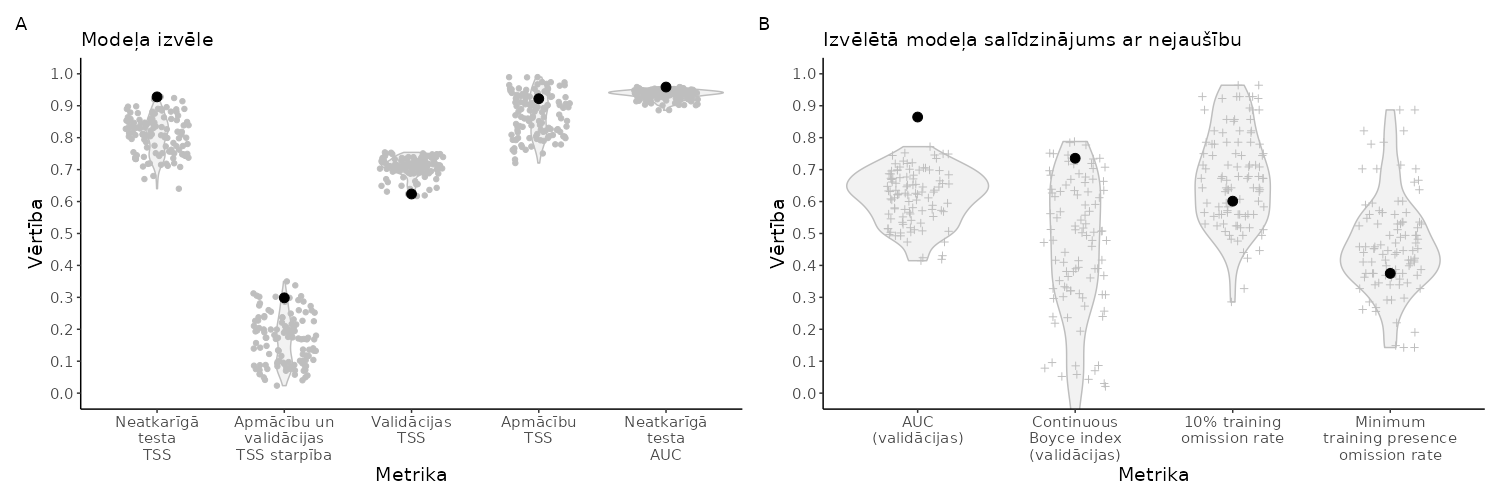 A
Modeļa izvēle
Vērtība
1.0
0.9
0.8
0.7
0.6
0.5
0.4
0.3
0.2
0.1
0.0
Neatkarīgā
testa
TSS
Apmācību un
validācijas
TSS starpība
Validācijas
TSS
Apmācību
TSS
Neatkarīgā
testa
AUC
Metrika
B
Izvēlētā modeļa salīdzinājums ar nejaušību
Vērtība
1.0
0.9
0.8
0.7
0.6
0.5
0.4
0.3
0.2
0.1
0.0
AUC
(validācijas)
Continuous
Boyce index
(validācijas)
10% training
omission rate
Minimum
training presence
omission rate
Metrika